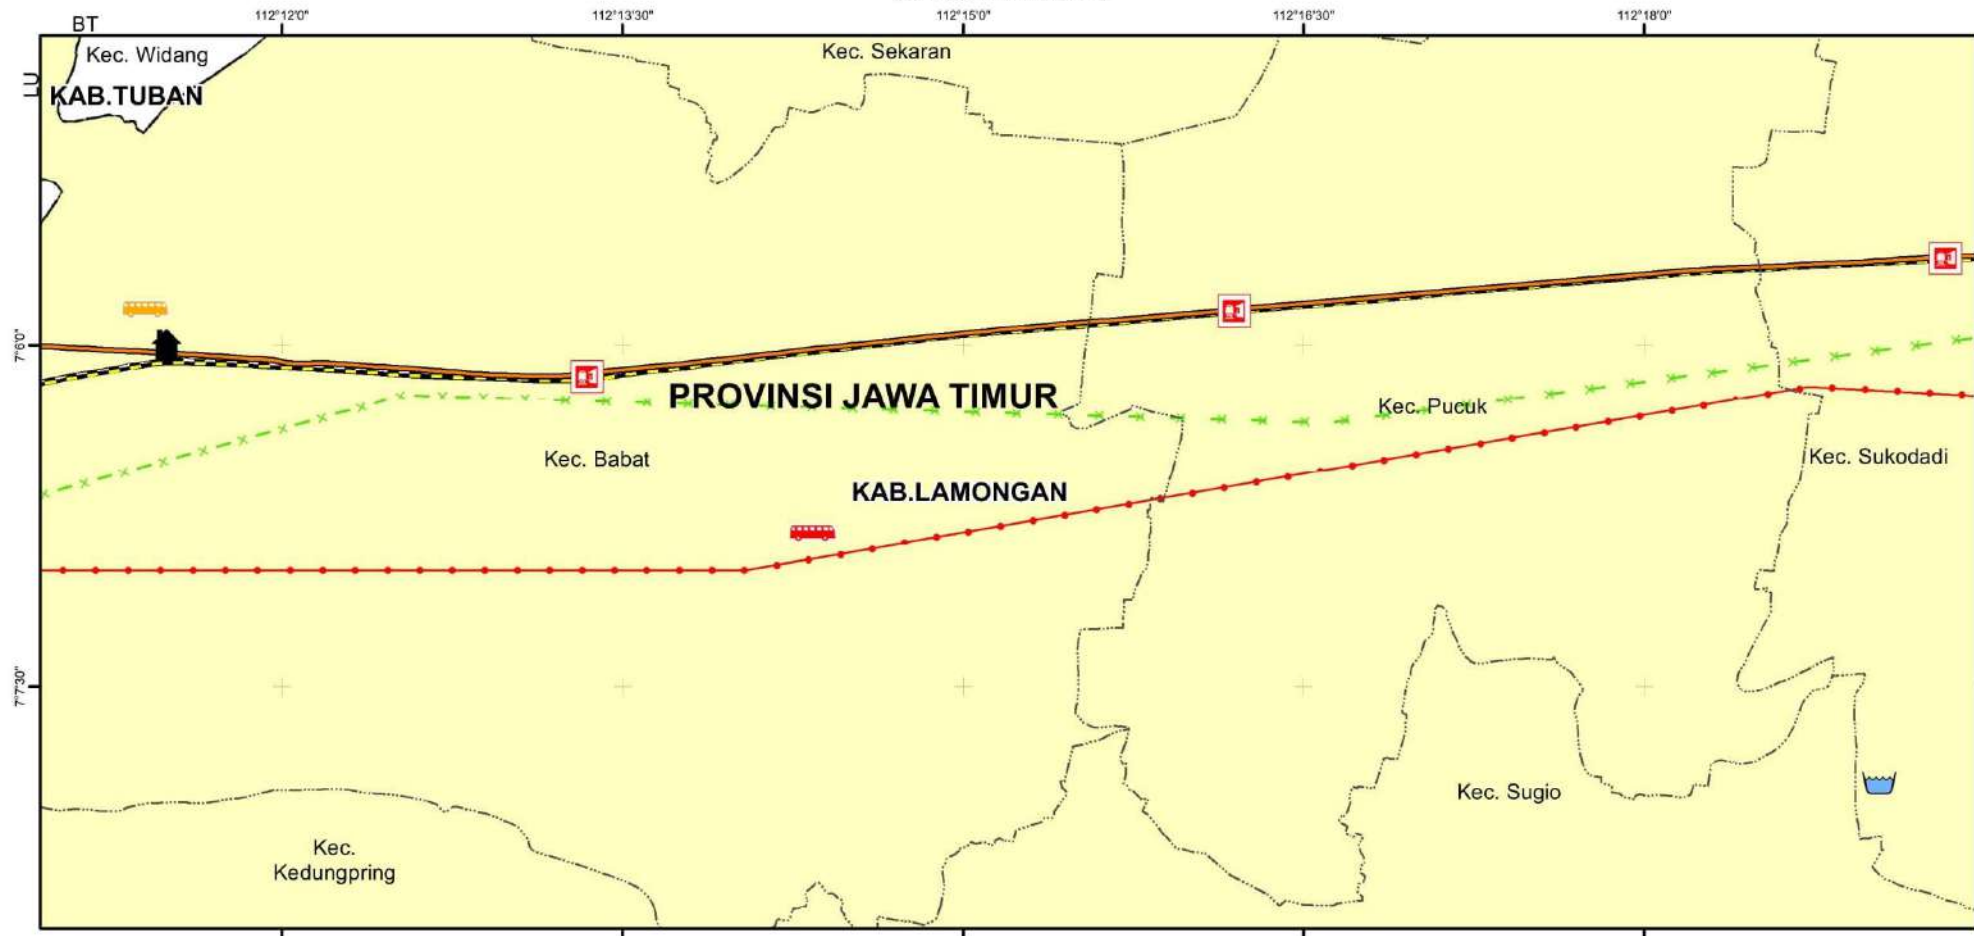 112°12'0"
112°13'30"
112°15'0"
112°16'30"
112°18'0"
BT
LU
Kec. Widang
Kec. Sekaran
KAB.TUBAN
7°6'0"
PROVINSI JAWA TIMUR
Kec. Pucuk
Kec. Babat
Kec. Sukodadi
KAB.LAMONGAN
7°7'30"
Kec. Sugio
Kec.
Kedungpring